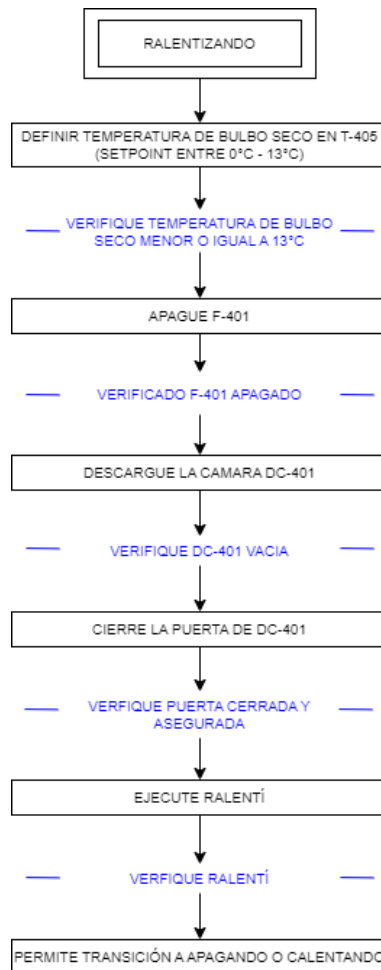 RALENTIZANDO
DEFINIR TEMPERATURA DE BULBO SECO EN T-405
(SETPOINT ENTRE 0°C - 13°C)
VERIFIQUE TEMPERATURA DE BULBO
SECO MENOR O IGUAL A 13°C
APAGUE F-401
VERIFICADO F-401 APAGADO
DESCARGUE LA CAMARA DC-401
VERIFIQUE DC-401 VACIA
CIERRE LA PUERTA DE DC-401
VERFIQUE PUERTA CERRADA Y
ASEGURADA
EJECUTE RALENTÍ
VERFIQUE RALENTÍ
PERMITE TRANSICIÓN A APAGANDO O CALENTANDO